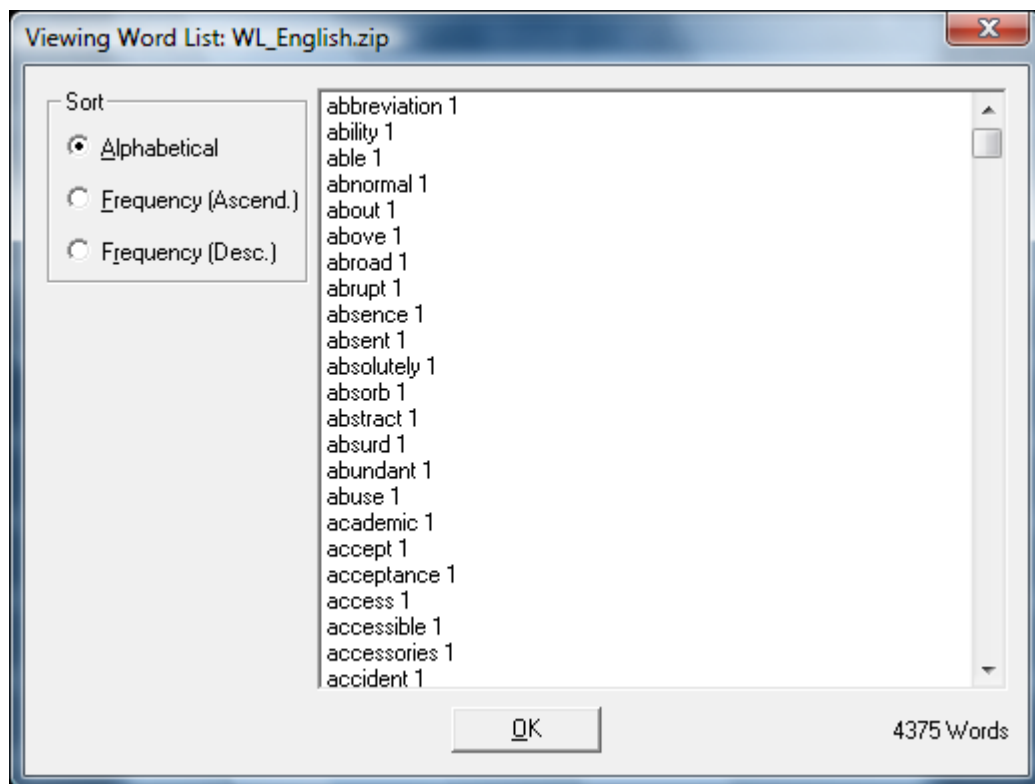 Viewing Word List: WL_English.zip
Sort
Alphabetical
Frequency (Ascend.)
Frequency (Desc.)
abbreviation 1
ability 1
able 1
abnormal 1
about 1
above 1
abroad 1
abrupt 1
absence 1
absent 1
absolutely 1
absorb 1
abstract 1
absurd 1
abundant 1
abuse 1
academic 1
accept 1
acceptance 1
access 1
accessible 1
accessories 1
accident 1
OK
4375 Words